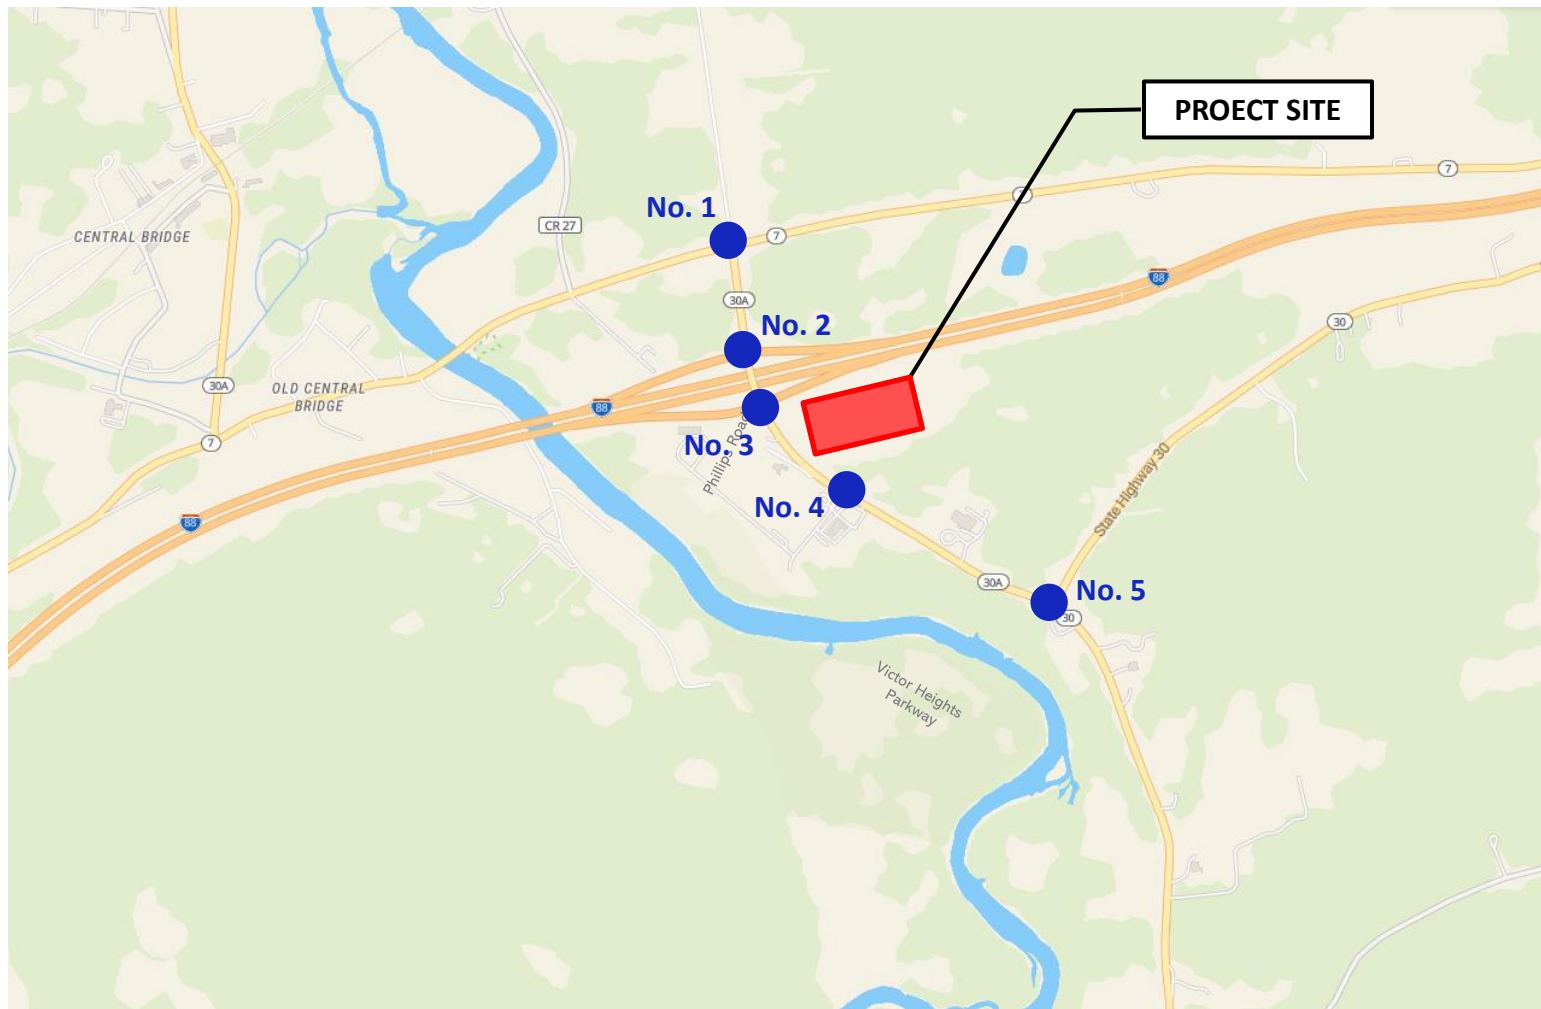 PROECT SITE
7
7
No. 1
CR 27
7
CENTRAL BRIDGE
88
30A
No. 2
30
30A
OLD CENTRAL
BRIDGE
88
7
No. 3
Phillips Road
State Highway 30
No. 4
88
30A
No. 5
30
Victor Heights
Parkway